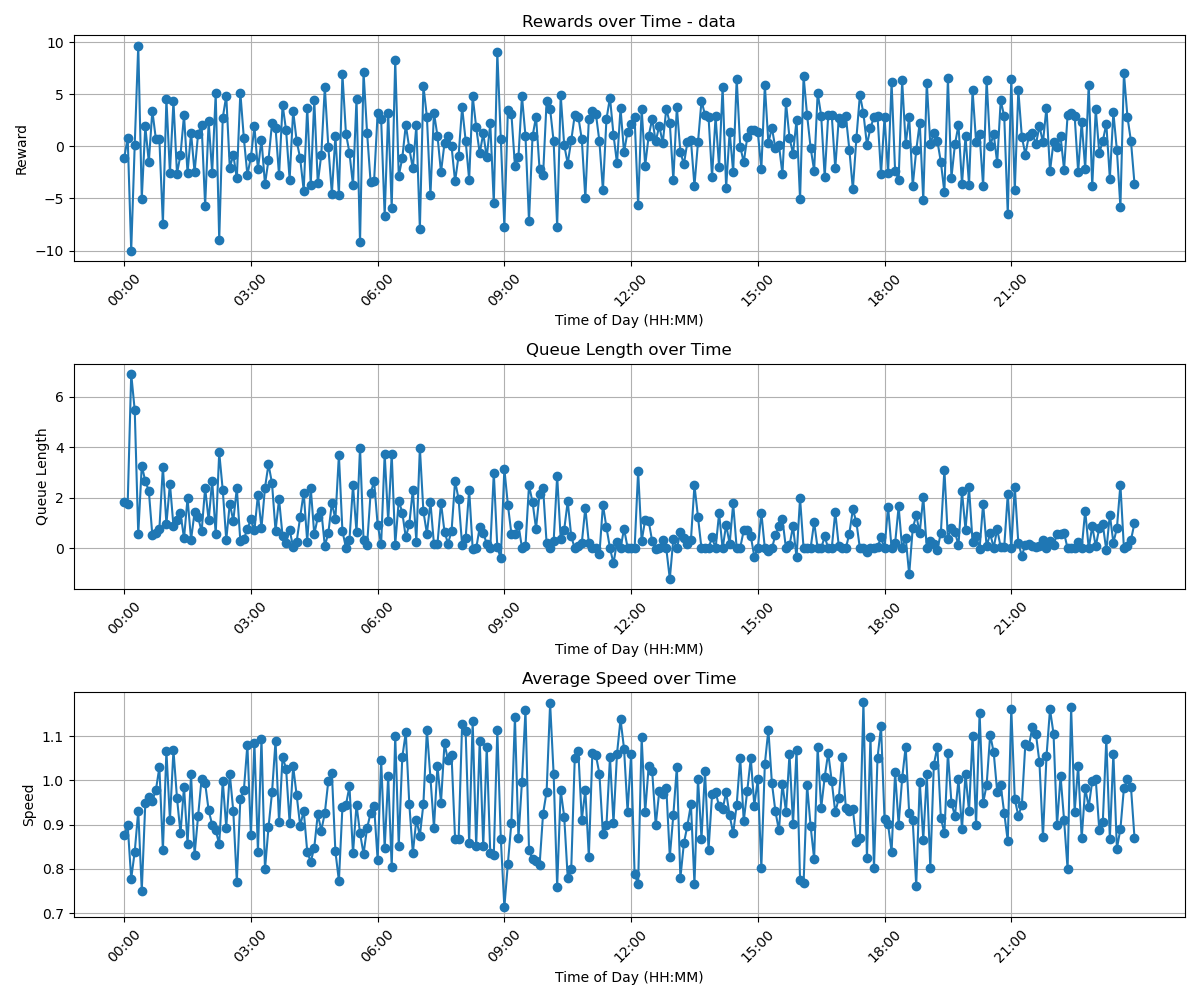 Rewards over Time - data
Reward
10
5
0
−5
−10
00:00 03:00 06:00 09:00 12:00 15:00 18:00 21:00
Time of Day (HH:MM)
Queue Length over Time
Queue Length
6
4
2
0
00:00 03:00 06:00 09:00 12:00 15:00 18:00 21:00
Time of Day (HH:MM)
Average Speed over Time
Speed
1.1
1.0
0.9
0.8
0.7
00:00 03:00 06:00 09:00 12:00 15:00 18:00 21:00
Time of Day (HH:MM)